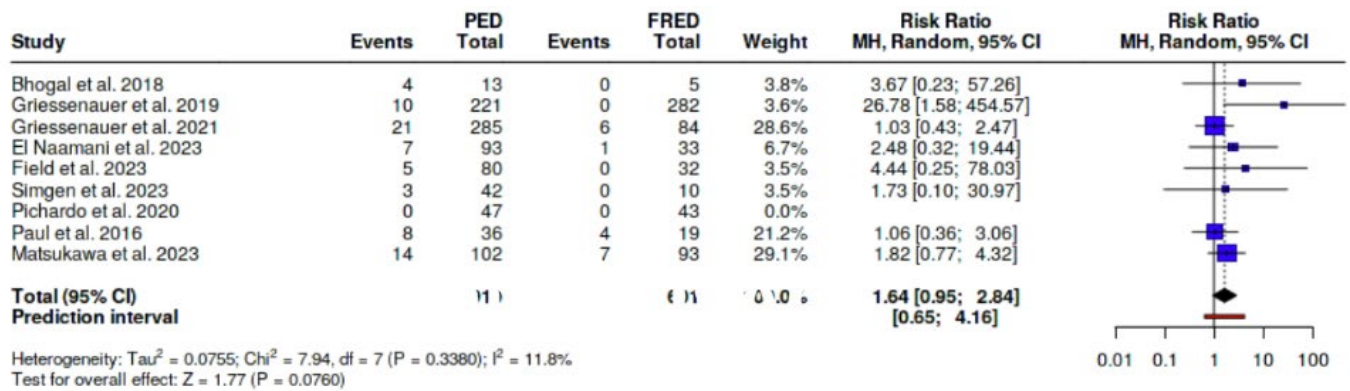 PED FRED Risk Ratio Risk Ratio
Study Events Total Events Total Weight MH, Random, 95% CI MH, Random, 95% CI
Bhogal et al. 2018 4 13 0 5 3.8% 3.67 [0.23; 57.26]
Griessenauer et al. 2019 10 221 0 282 3.6% 26.78 [1.58; 454.57]
Griessenauer et al. 2021 21 285 6 84 28.6% 1.03 [0.43; 2.47]
El Naamani et al. 2023 7 93 1 33 6.7% 2.48 [0.32; 19.44]
Field et al. 2023 5 80 0 32 3.5% 4.44 [0.25; 78.03]
Simgen et al. 2023 3 42 0 10 3.5% 1.73 [0.10; 30.97]
Pichardo et al. 2020 0 47 0 43 0.0%
Paul et al. 2016 8 36 4 19 21.2% 1.06 [0.36; 3.06]
Matsukawa et al. 2023 14 102 7 93 29.1% 1.82 [0.77; 4.32]
Total (95% CI) 1.64 [0.95; 2.84]
Prediction interval [0.65; 4.16]
0.01 0.1 1 10 100
Heterogeneity: Tau² = 0.0755; Chi² = 7.94, df = 7 (P = 0.3380); I² = 11.8%
Test for overall effect: Z = 1.77 (P = 0.0760)